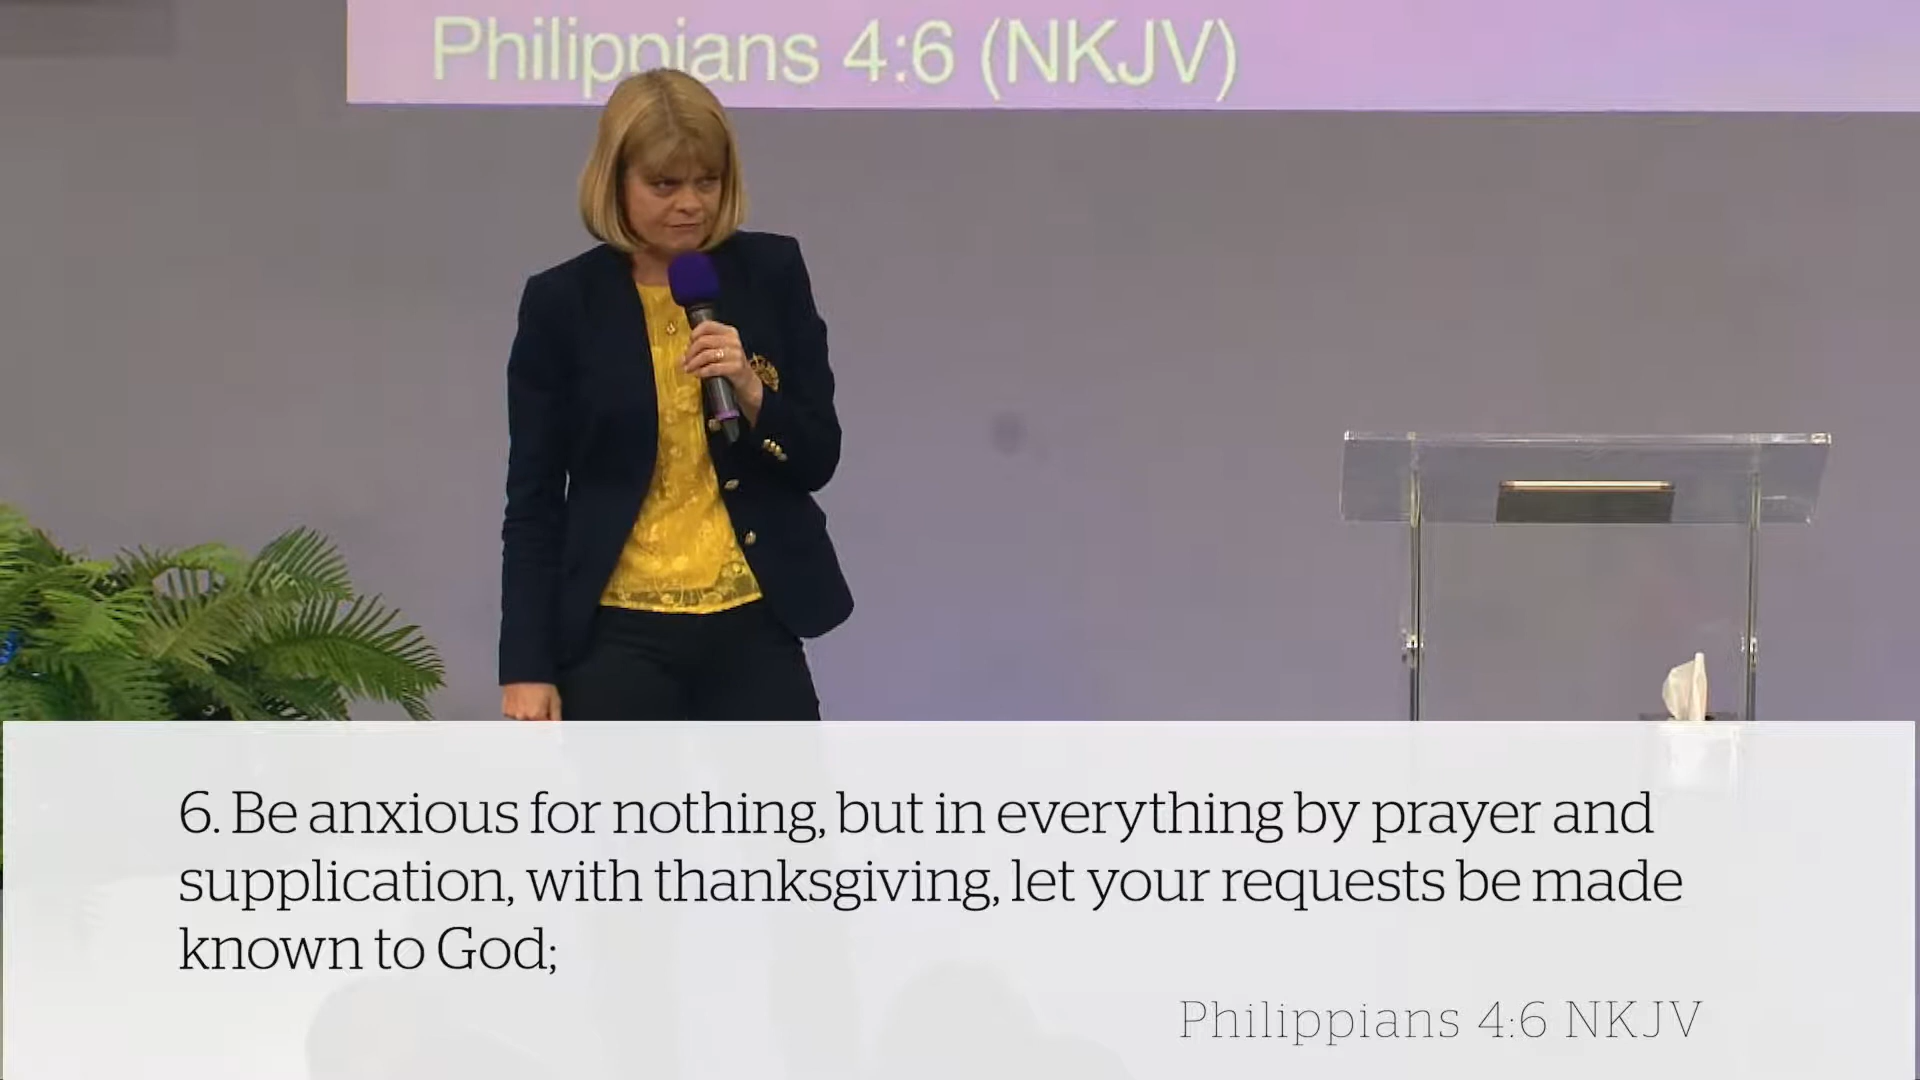 Philippians 4:6 (NKJV)
6. Be anxious for nothing, but in everything by prayer and
supplication, with thanksgiving, let your requests be made
known to God;
Philippians 4:6 NKJV